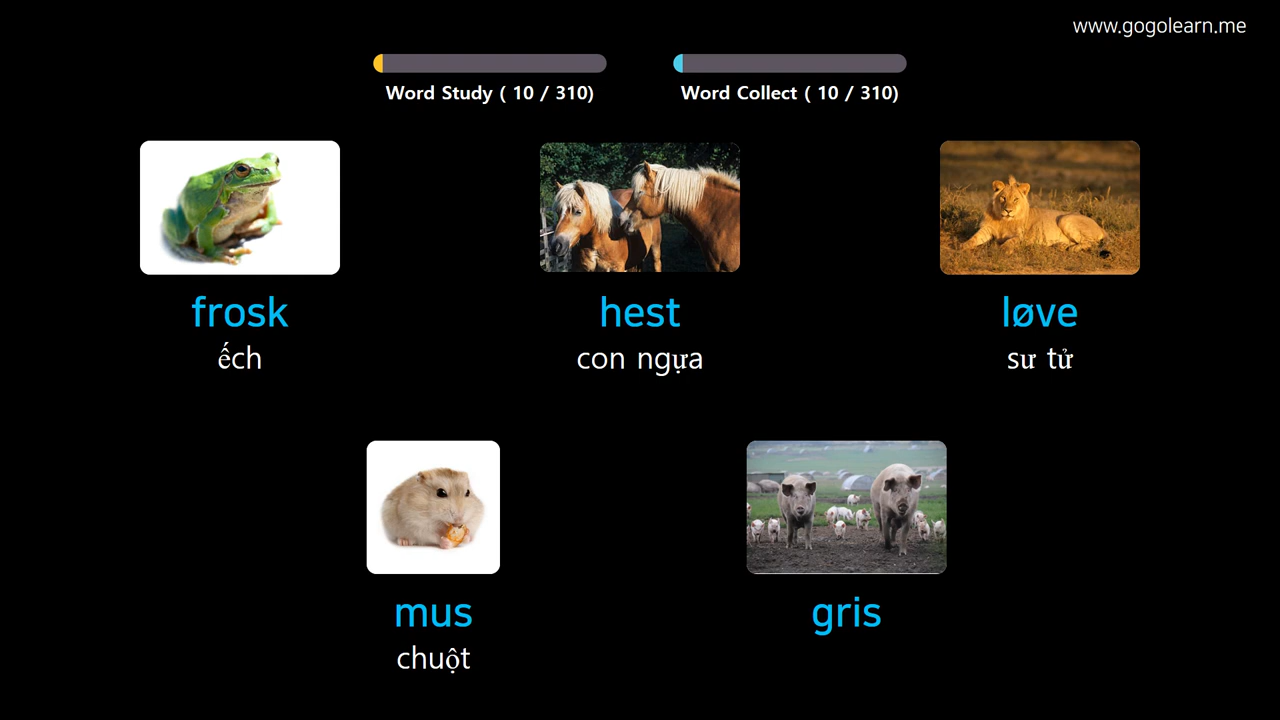 www.gogolearn.me
Word Study ( 10 / 310)
Word Collect ( 10 / 310)
frosk
ếch
hest
con ngựa
løve
sư tử
mus
chuột
gris